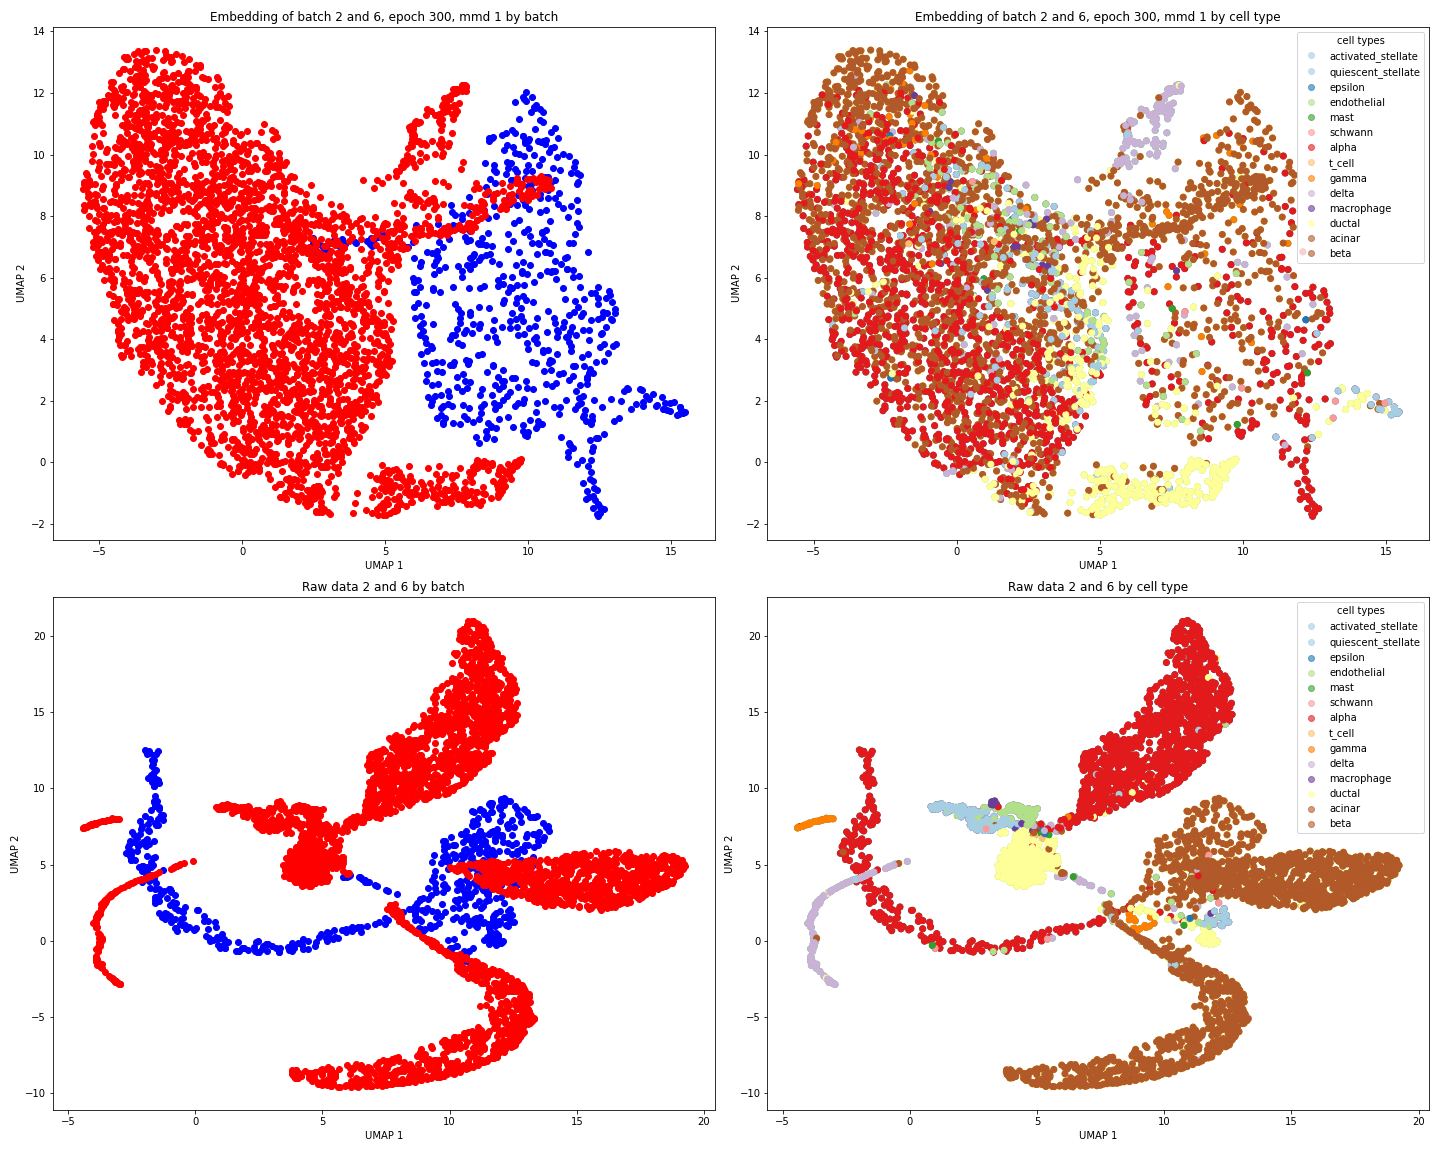 Embedding of batch 2 and 6, epoch 300, mmd 1 by batch
14
12
10
8
6
4
2
0
−2
UMAP 2
−5
0
5
10
15
UMAP 1
Embedding of batch 2 and 6, epoch 300, mmd 1 by cell type
14
12
10
8
6
4
2
0
−2
UMAP 2
−5
0
5
10
15
UMAP 1
cell types
activated_stellate
quiescent_stellate
epsilon
endothelial
mast
schwann
alpha
t_cell
gamma
delta
macrophage
ductal
acinar
beta
Raw data 2 and 6 by batch
20
15
10
5
0
−5
−10
UMAP 2
−5
0
5
10
15
20
UMAP 1
Raw data 2 and 6 by cell type
20
15
10
5
0
−5
−10
UMAP 2
−5
0
5
10
15
20
UMAP 1
cell types
activated_stellate
quiescent_stellate
epsilon
endothelial
mast
schwann
alpha
t_cell
gamma
delta
macrophage
ductal
acinar
beta